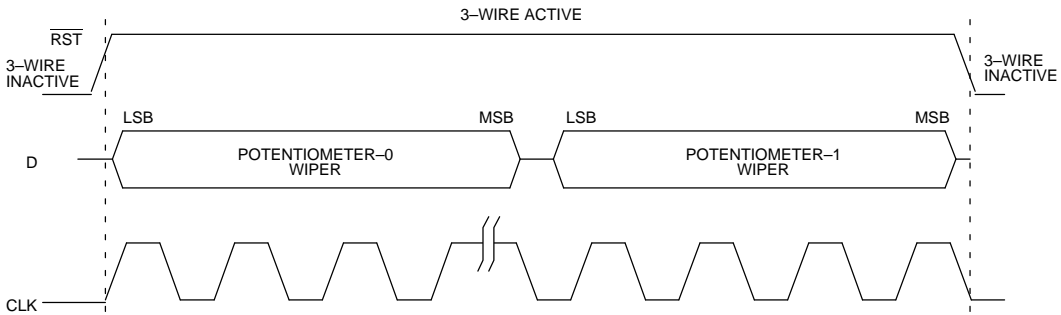 3–WIRE ACTIVE
RST
3–WIRE
INACTIVE
3–WIRE
INACTIVE
LSB
MSB
LSB
MSB
D
POTENTIOMETER–0
WIPER
POTENTIOMETER–1
WIPER
CLK